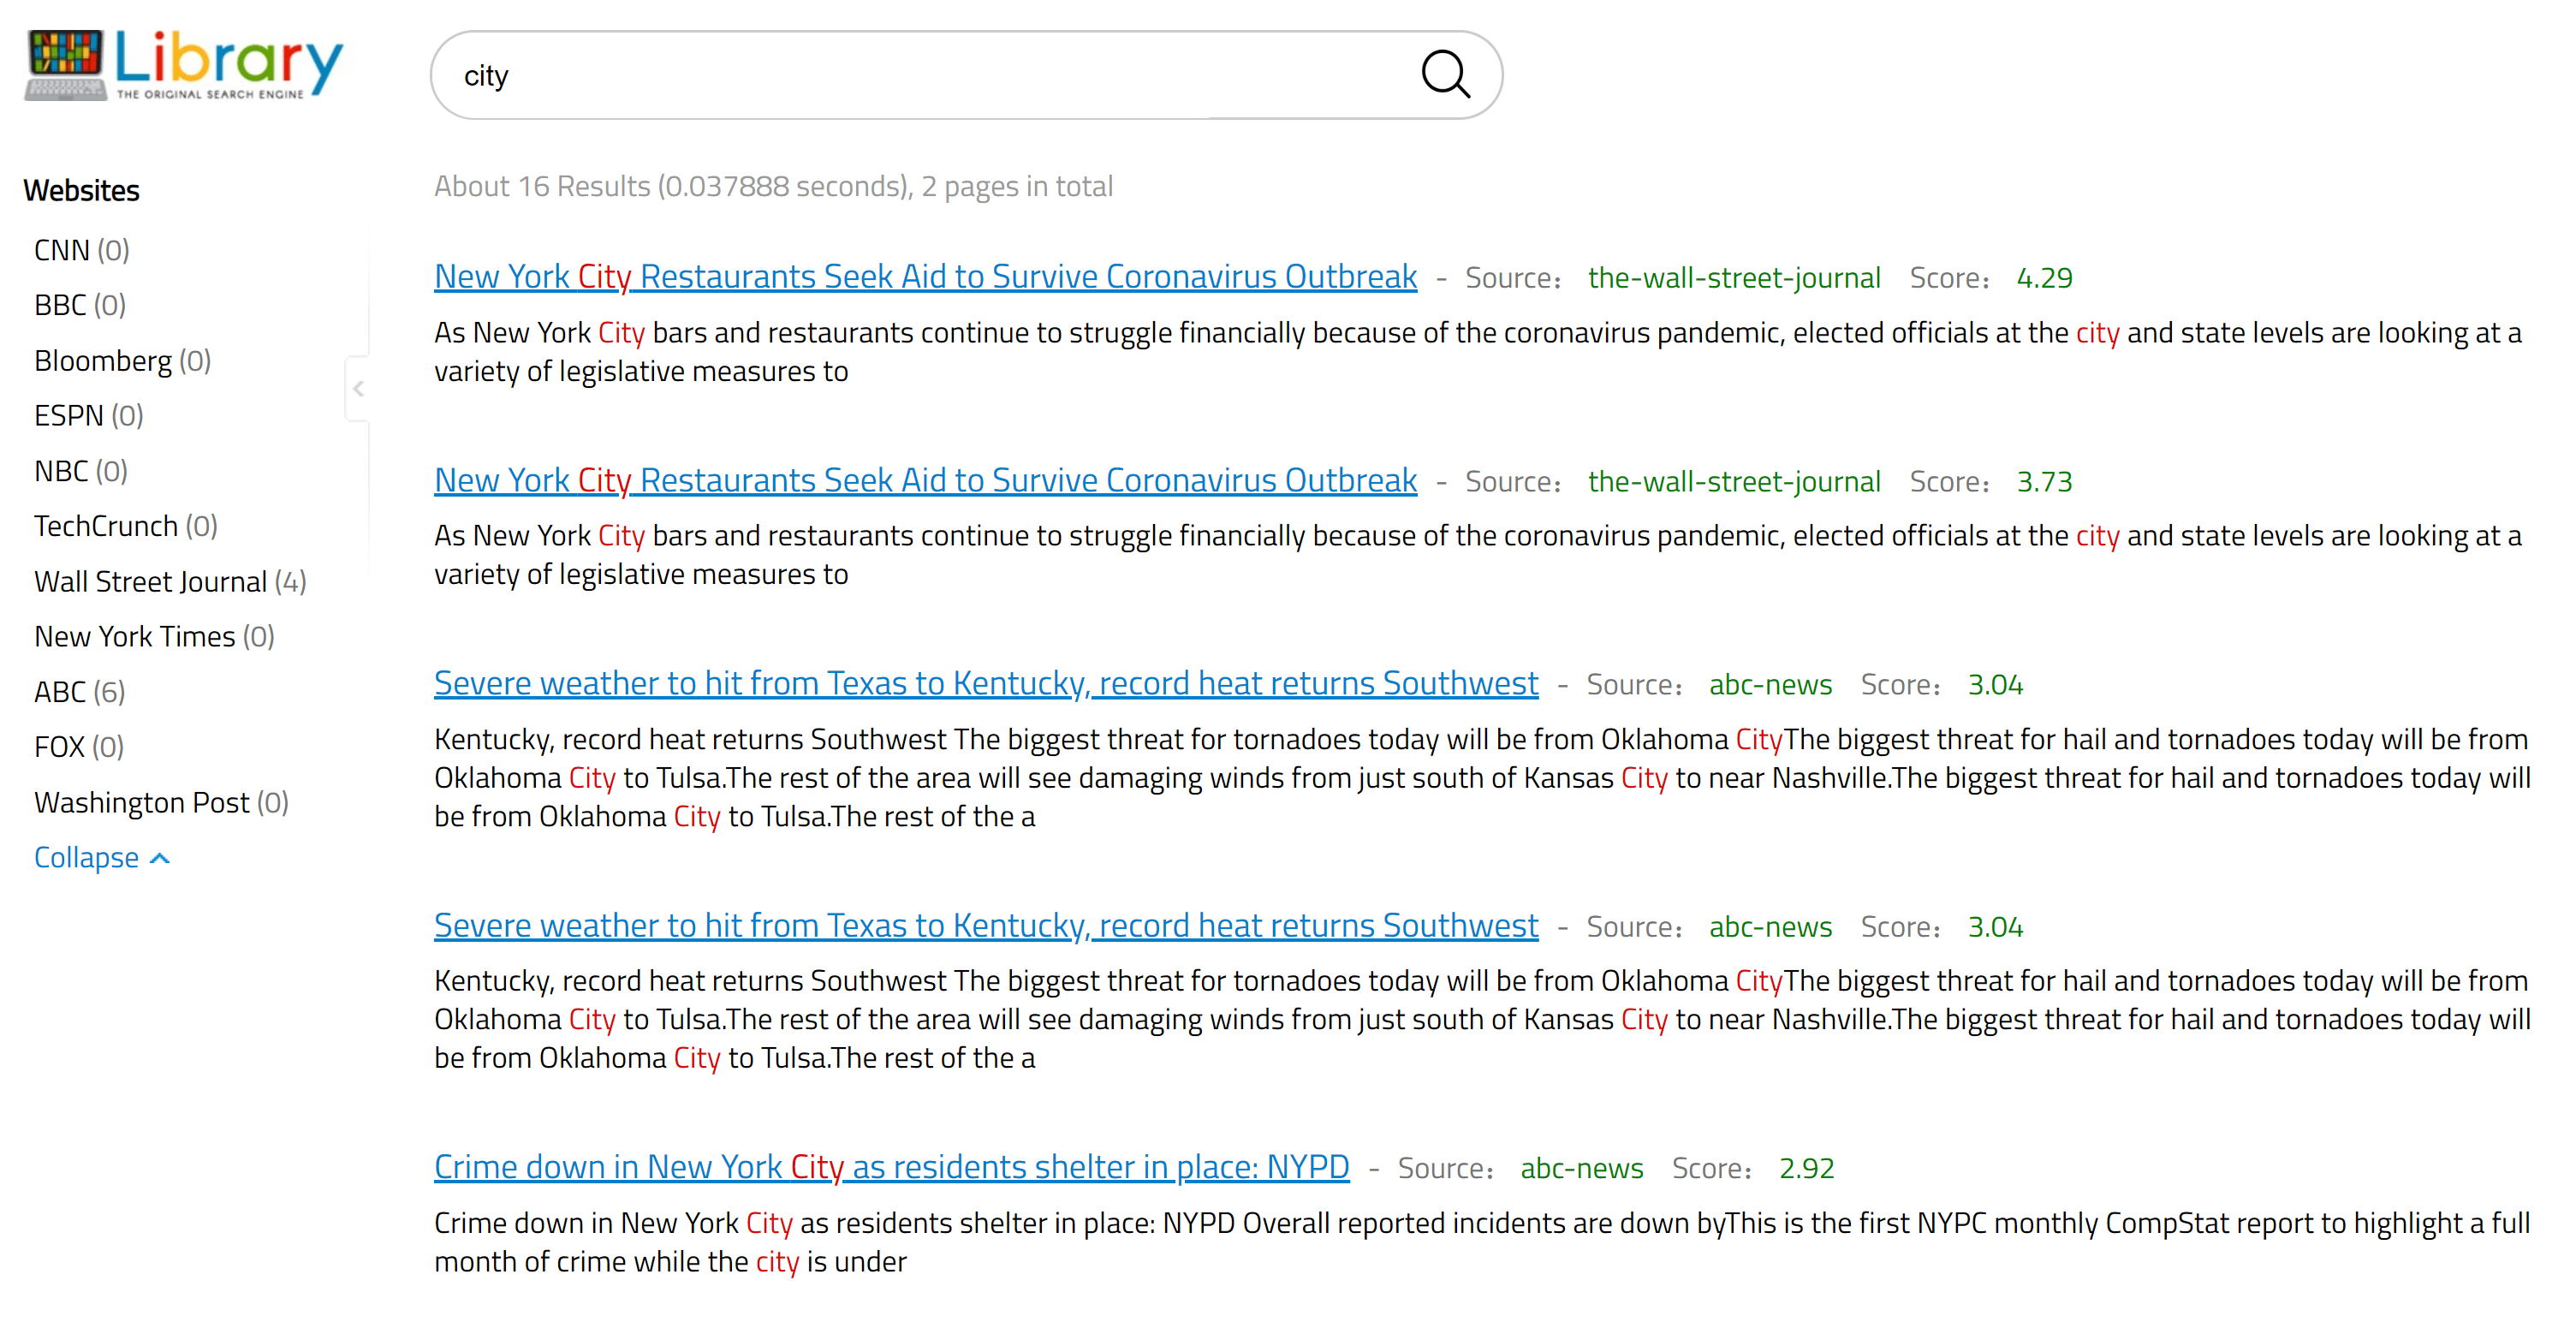 Library
THE ORIGINAL SEARCH ENGINE
city
Websites
CNN (0)
BBC (0)
Bloomberg (0)
ESPN (0)
NBC (0)
TechCrunch (0)
Wall Street Journal (4)
New York Times (0)
ABC (6)
FOX (0)
Washington Post (0)
Collapse
About 16 Results (0.037888 seconds), 2 pages in total
New York City Restaurants Seek Aid to Survive Coronavirus Outbreak - Source： the-wall-street-journal Score： 4.29
As New York City bars and restaurants continue to struggle financially because of the coronavirus pandemic, elected officials at the city and state levels are looking at a
variety of legislative measures to
New York City Restaurants Seek Aid to Survive Coronavirus Outbreak - Source： the-wall-street-journal Score： 3.73
As New York City bars and restaurants continue to struggle financially because of the coronavirus pandemic, elected officials at the city and state levels are looking at a
variety of legislative measures to
Severe weather to hit from Texas to Kentucky, record heat returns Southwest - Source： abc-news Score： 3.04
Kentucky, record heat returns Southwest The biggest threat for tornadoes today will be from Oklahoma CityThe biggest threat for hail and tornadoes today will be from
Oklahoma City to Tulsa.The rest of the area will see damaging winds from just south of Kansas City to near Nashville.The biggest threat for hail and tornadoes today will
be from Oklahoma City to Tulsa.The rest of the a
Severe weather to hit from Texas to Kentucky, record heat returns Southwest - Source： abc-news Score： 3.04
Kentucky, record heat returns Southwest The biggest threat for tornadoes today will be from Oklahoma CityThe biggest threat for hail and tornadoes today will be from
Oklahoma City to Tulsa.The rest of the area will see damaging winds from just south of Kansas City to near Nashville.The biggest threat for hail and tornadoes today will
be from Oklahoma City to Tulsa.The rest of the a
Crime down in New York City as residents shelter in place: NYPD - Source： abc-news Score： 2.92
Crime down in New York City as residents shelter in place: NYPD Overall reported incidents are down byThis is the first NYPC monthly CompStat report to highlight a full
month of crime while the city is under